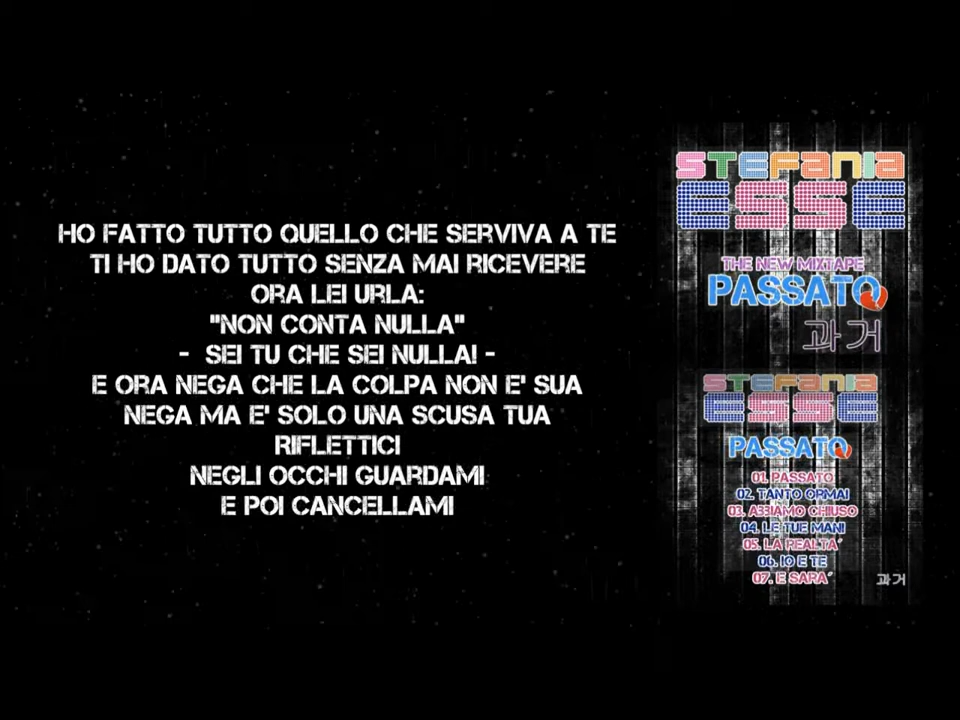 HO FATTO TUTTO QUELLO CHE SERVIVA A TE
TI HO DATO TUTTO SENZA MAI RICEVERE
ORA LEI URLA:
"NON CONTA NULLA"
- SEI TU CHE SEI NULLA! -
E ORA NEGA CHE LA COLPA NON E' SUA
NEGA MA E' SOLO UNA SCUSA TUA
RIFLETTICI
NEGLI OCCHI GUARDAMI
E POI CANCELLAMI
STEFANIA
ESSE
THE NEW MIXTAPE
PASSATO
과거
STEFANIA
ESSE
PASSATO
01. PASSATO
02. TANTO ORMAI
03. ABBIAMO CHIUSO
04. LE TUE MANI
05. LA REALTA´
06. IO E TE
07. E SARA´
과거